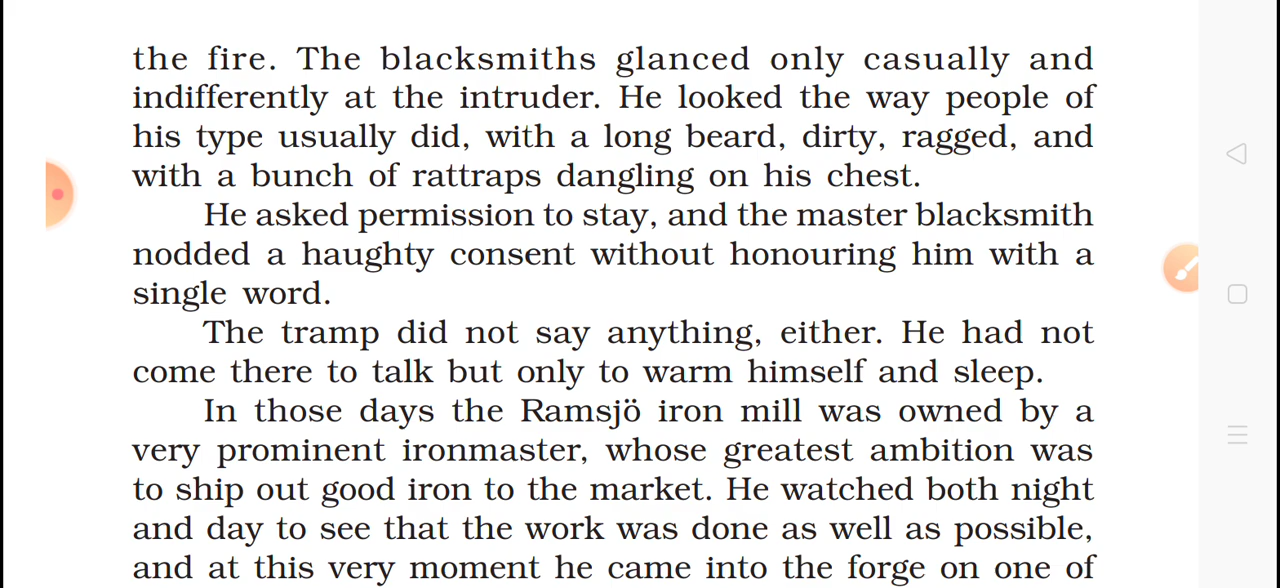 the fire. The blacksmiths glanced only casually and
indifferently at the intruder. He looked the way people of
his type usually did, with a long beard, dirty, ragged, and
with a bunch of rattraps dangling on his chest.
He asked permission to stay, and the master blacksmith
nodded a haughty consent without honouring him with a
single word.
The tramp did not say anything, either. He had not
come there to talk but only to warm himself and sleep.
In those days the Ramsjö iron mill was owned by a
very prominent ironmaster, whose greatest ambition was
to ship out good iron to the market. He watched both night
and day to see that the work was done as well as possible,
and at this very moment he came into the forge on one of